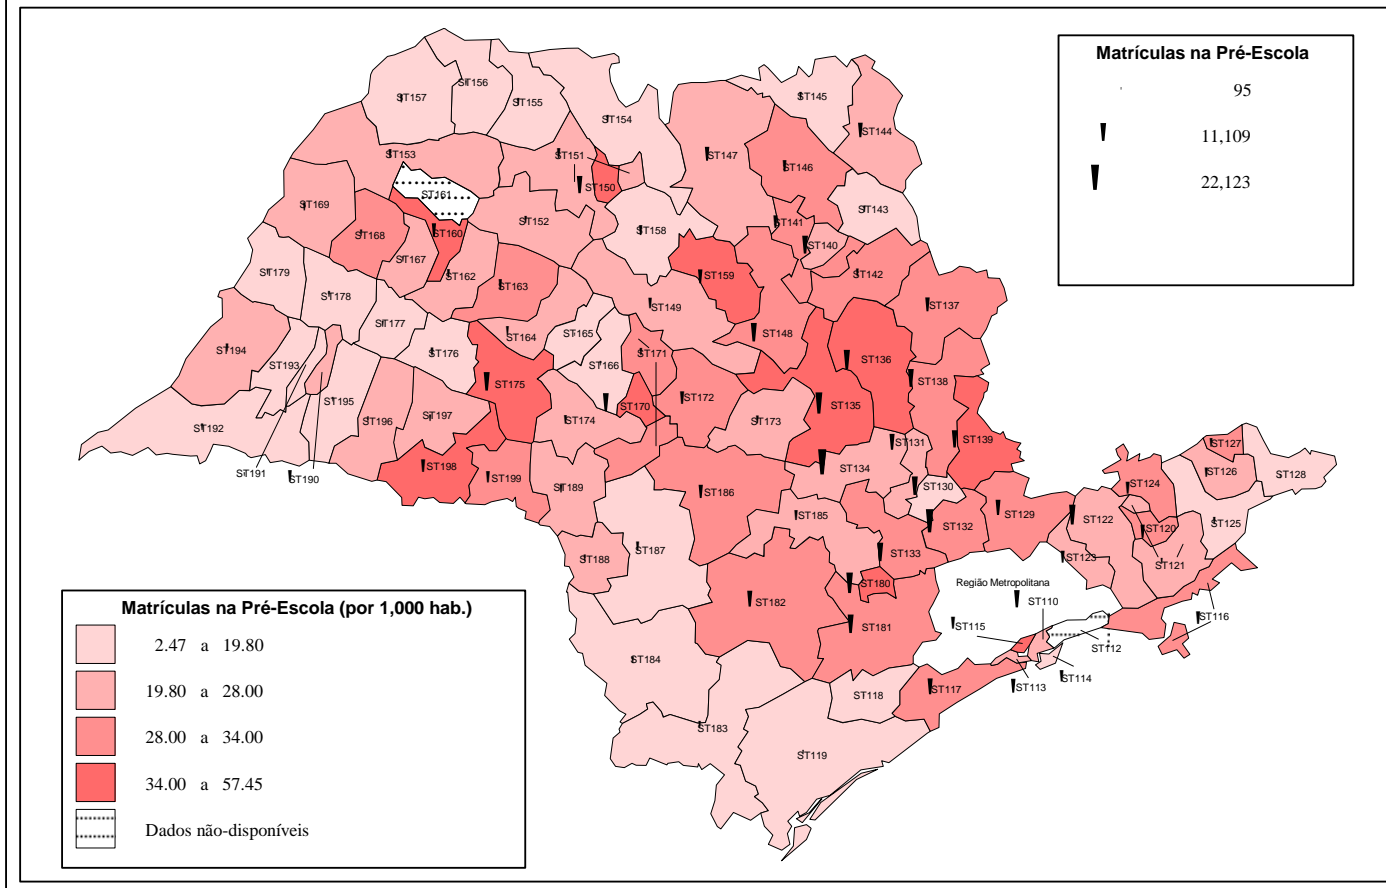 Matrículas na Pré-Escola
95
11,109
22,123
ST156
ST157
ST155
ST154
ST145
ST144
ST153
ST151
ST147
ST146
ST150
ST161
ST169
ST143
ST152
ST141
ST168
ST160
ST158
ST140
ST167
ST179
ST162
ST159
ST142
ST163
ST178
ST149
ST137
ST177
ST164
ST165
ST148
ST194
ST176
ST171
ST136
ST193
ST166
ST175
ST138
ST195
ST170
ST172
ST135
ST197
ST174
ST173
ST196
ST192
ST131
ST139
ST127
ST198
ST134
ST191
ST190
ST199
ST126
ST128
ST189
ST186
ST130
ST124
ST185
ST129
ST122
ST125
ST132
ST120
ST187
ST133
ST188
ST123
ST121
Região Metropolitana
ST180
ST182
ST110
ST181
ST115
ST116
ST112
ST184
ST114
ST113
ST117
ST118
ST183
ST119
Matrículas na Pré-Escola (por 1,000 hab.)
2.47 a 19.80
19.80 a 28.00
28.00 a 34.00
34.00 a 57.45
Dados não-disponíveis